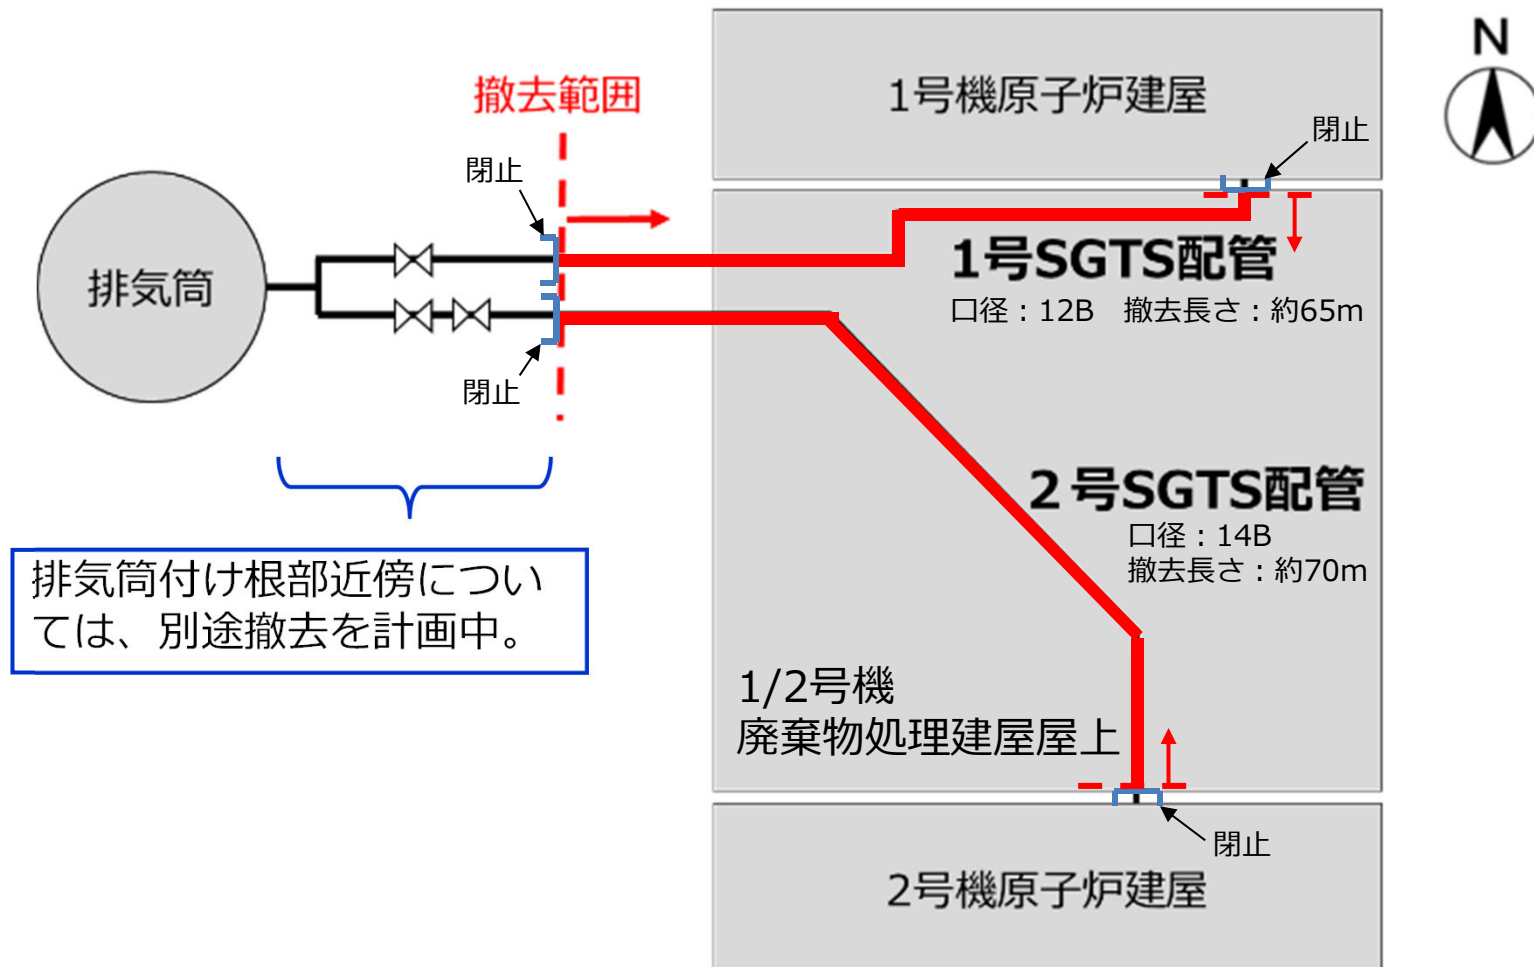 N
1号機原子炉建屋
撤去範囲
閉止
閉止
排気筒
1号SGTS配管
口径：12B　撤去長さ：約65m
閉止
２号SGTS配管
口径：14B
撤去長さ：約70m
排気筒付け根部近傍につい
ては、別途撤去を計画中。
1/2号機
廃棄物処理建屋屋上
閉止
2号機原子炉建屋